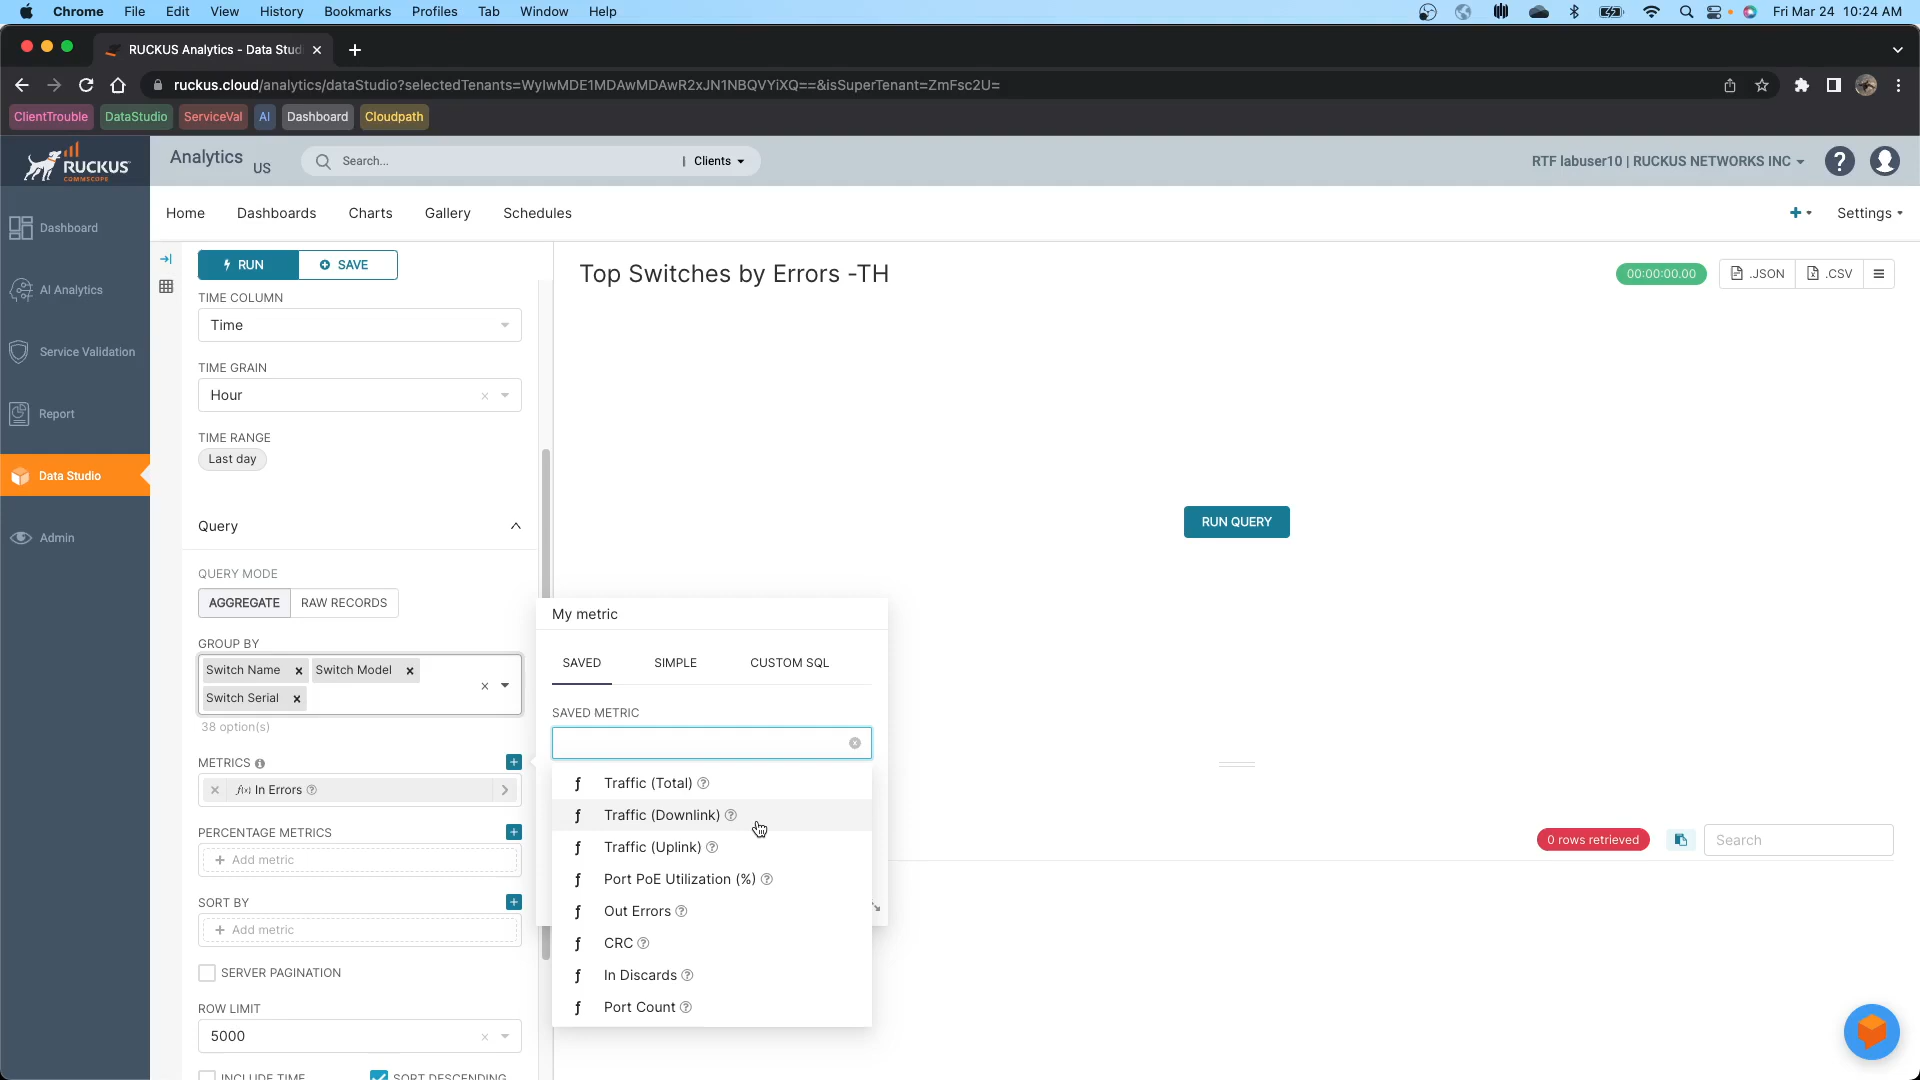 Chrome File Edit View History Bookmarks Profiles Tab Window Help Fri Mar 24 10:24 AM
RUCKUS Analytics - Data Stud
ruckus.cloud/analytics/dataStudio?selectedTenants=WyIwMDE1MDAwMDAwR2xJN1NBQVYiXQ==&isSuperTenant=ZmFsc2U=
ClientTrouble DataStudio ServiceVal AI Dashboard Cloudpath
RUCKUS
COMMSCOPE
Analytics US
Search... | Clients
RTF labuser10 | RUCKUS NETWORKS INC
?
Home Dashboards Charts Gallery Schedules + Settings
Dashboard
AI Analytics
Service Validation
Report
Data Studio
Admin
RUN SAVE
TIME COLUMN
Time
TIME GRAIN
Hour
TIME RANGE
Last day
Query
QUERY MODE
AGGREGATE RAW RECORDS
GROUP BY
Switch Name × Switch Model ×
Switch Serial ×
38 option(s)
METRICS
f(x) In Errors
PERCENTAGE METRICS
+ Add metric
SORT BY
+ Add metric
SERVER PAGINATION
ROW LIMIT
5000
INCLUDE TIME SORT DESCENDING
Top Switches by Errors -TH
00:00:00.00 .JSON .CSV
RUN QUERY
My metric
SAVED SIMPLE CUSTOM SQL
SAVED METRIC
f Traffic (Total)
f Traffic (Downlink)
f Traffic (Uplink)
f Port PoE Utilization (%)
f Out Errors
f CRC
f In Discards
f Port Count
0 rows retrieved Search